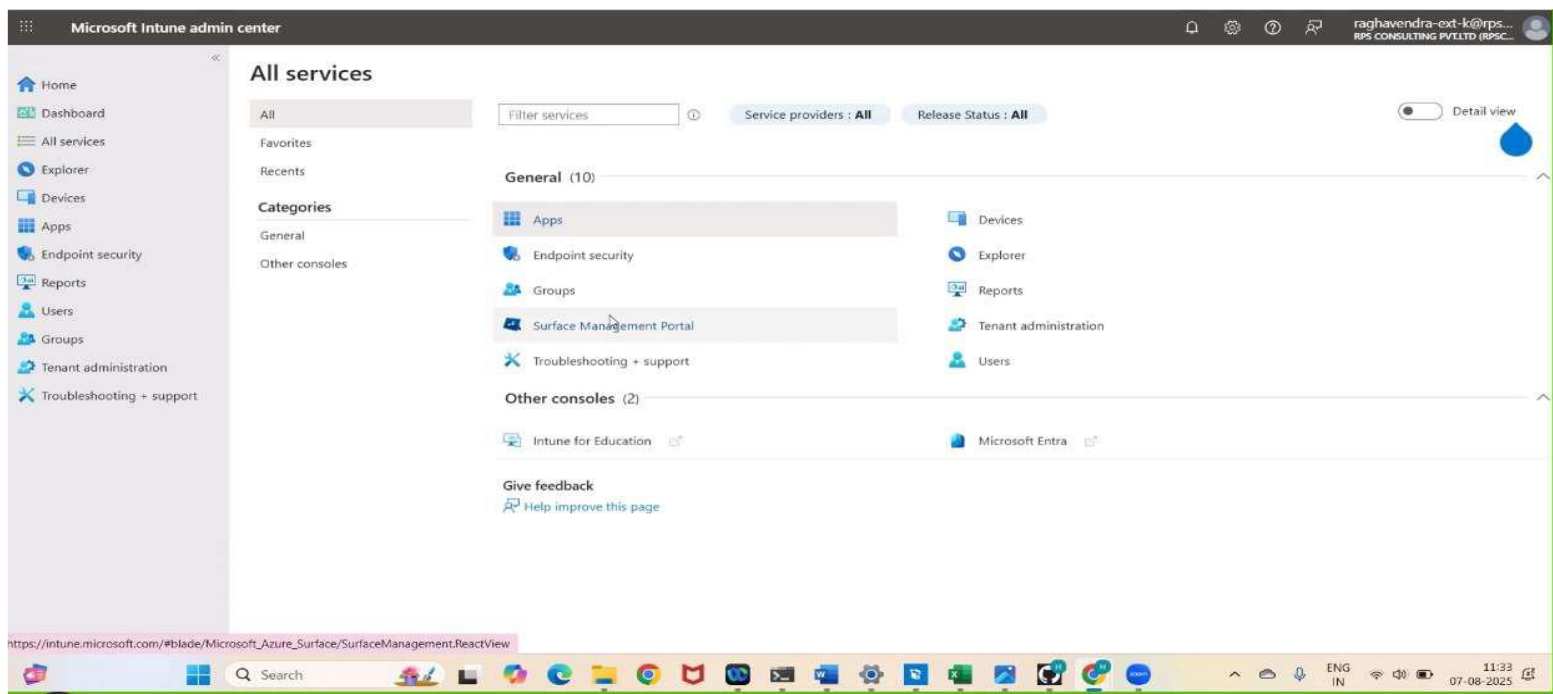 Microsoft Intune admin center
raghavendra-ext-k@rps...
RPS CONSULTING PVT.LTD (RPSC...
«
Home
Dashboard
All services
Explorer
Devices
Apps
Endpoint security
Reports
Users
Groups
Tenant administration
Troubleshooting + support
All services
All
Favorites
Recents
Categories
General
Other consoles
Filter services
Service providers : All
Release Status : All
Detail view
General (10)
Apps
Devices
Endpoint security
Explorer
Groups
Reports
Surface Management Portal
Tenant administration
Troubleshooting + support
Users
Other consoles (2)
Intune for Education
Microsoft Entra
Give feedback
Help improve this page
https://intune.microsoft.com/#blade/Microsoft_Azure_Surface/SurfaceManagement.ReactView
Search
ENG
IN
11:33
07-08-2025